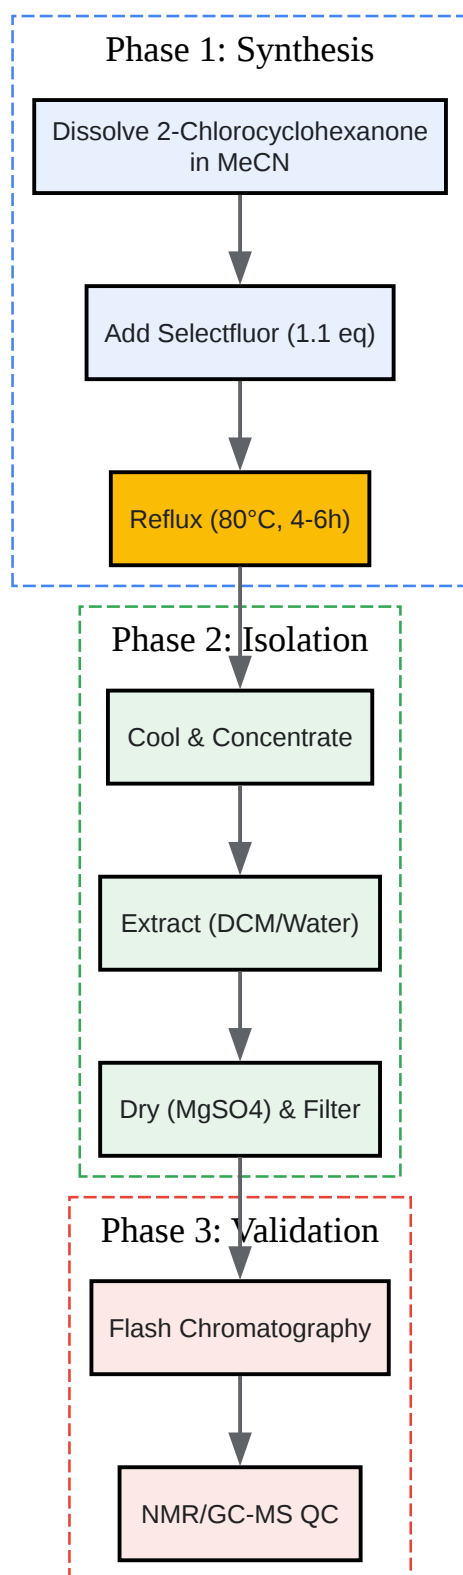 Phase 1: Synthesis
Dissolve 2-Chlorocyclohexanone
in MeCN
Add Selectfluor (1.1 eq)
Reflux (80°C, 4-6h)
Phase 2: Isolation
Cool & Concentrate
Extract (DCM/Water)
Dry (MgSO4) & Filter
Phase 3: Validation
Flash Chromatography
NMR/GC-MS QC